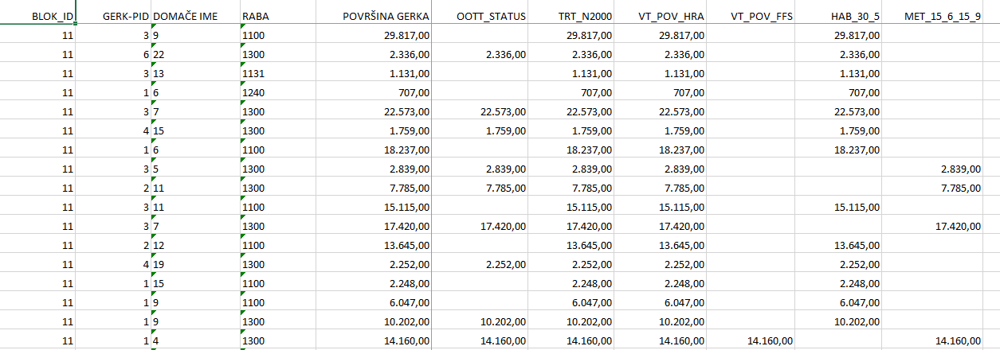 BLOK_ID GERK-PID DOMAČE IME RABA POVRŠINA GERKA OOTT_STATUS TRT_N2000 VT_POV_HRA VT_POV_FFS HAB_30_5 MET_15_6_15_9
11 3 9 1100 29.817,00 29.817,00 29.817,00 29.817,00
11 6 22 1300 2.336,00 2.336,00 2.336,00 2.336,00 2.336,00
11 3 13 1131 1.131,00 1.131,00 1.131,00 1.131,00
11 1 6 1240 707,00 707,00 707,00 707,00
11 3 7 1300 22.573,00 22.573,00 22.573,00 22.573,00 22.573,00
11 4 15 1300 1.759,00 1.759,00 1.759,00 1.759,00 1.759,00
11 1 6 1100 18.237,00 18.237,00 18.237,00 18.237,00
11 3 5 1300 2.839,00 2.839,00 2.839,00 2.839,00 2.839,00
11 2 11 1300 7.785,00 7.785,00 7.785,00 7.785,00 7.785,00
11 3 11 1100 15.115,00 15.115,00 15.115,00 15.115,00
11 3 7 1300 17.420,00 17.420,00 17.420,00 17.420,00 17.420,00
11 2 12 1100 13.645,00 13.645,00 13.645,00 13.645,00
11 4 19 1300 2.252,00 2.252,00 2.252,00 2.252,00 2.252,00
11 1 15 1100 2.248,00 2.248,00 2.248,00 2.248,00
11 1 9 1100 6.047,00 6.047,00 6.047,00 6.047,00
11 1 9 1300 10.202,00 10.202,00 10.202,00 10.202,00 10.202,00
11 1 4 1300 14.160,00 14.160,00 14.160,00 14.160,00 14.160,00 14.160,00